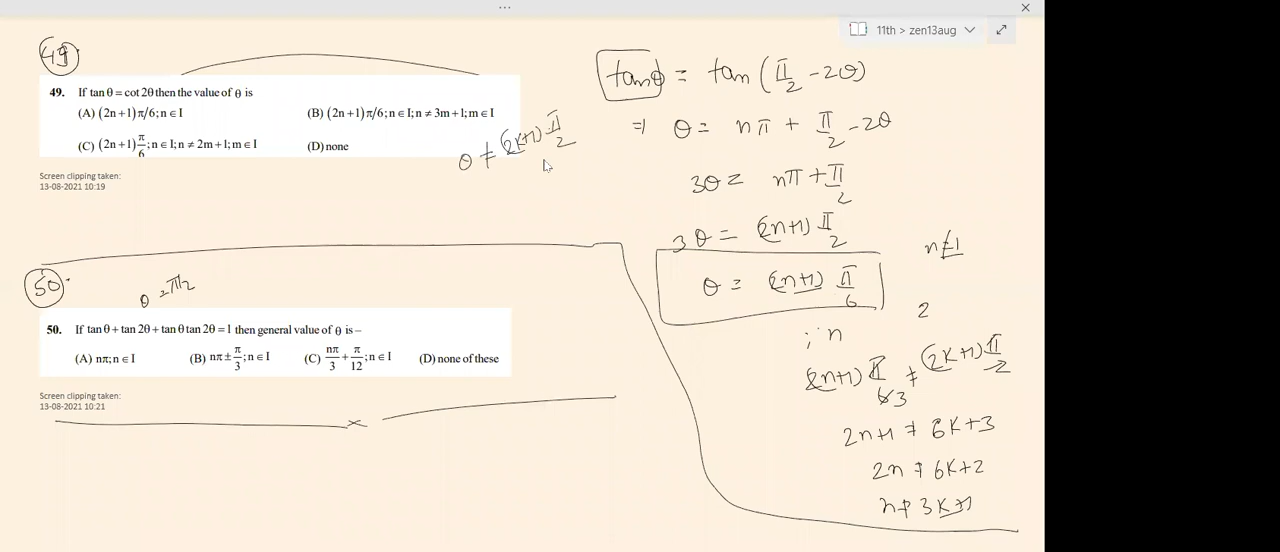 11th > zen13aug
49
49. If tan θ = cot 2θ then the value of θ is
(A) (2n+1)π/6; n ∈ I (B) (2n+1)π/6; n ∈ I; n ≠ 3m+1; m ∈ I
(C) (2n+1)π/6; n ∈ I; n ≠ 2m+1; m ∈ I (D) none
Screen clipping taken:
13-08-2021 10:19
θ ≠ (2k+1) π/2
tanθ = tan (π/2 - 2θ)
⇒ θ = nπ + π/2 - 2θ
3θ = nπ + π/2
3θ = (2n+1) π/2
θ = (2n+1) π/6
n≠1
2
; n
(2n+1) π/6 3 ≠ (2k+1) π/2
2n+1 ≠ 6k+3
2n ≠ 6k+2
n ≠ 3k+1
50
θ = π/2
50. If tan θ + tan 2θ + tan θ tan 2θ = 1 then general value of θ is –
(A) nπ; n ∈ I (B) nπ ± π/3; n ∈ I (C) nπ/3 + π/12; n ∈ I (D) none of these
Screen clipping taken:
13-08-2021 10:21